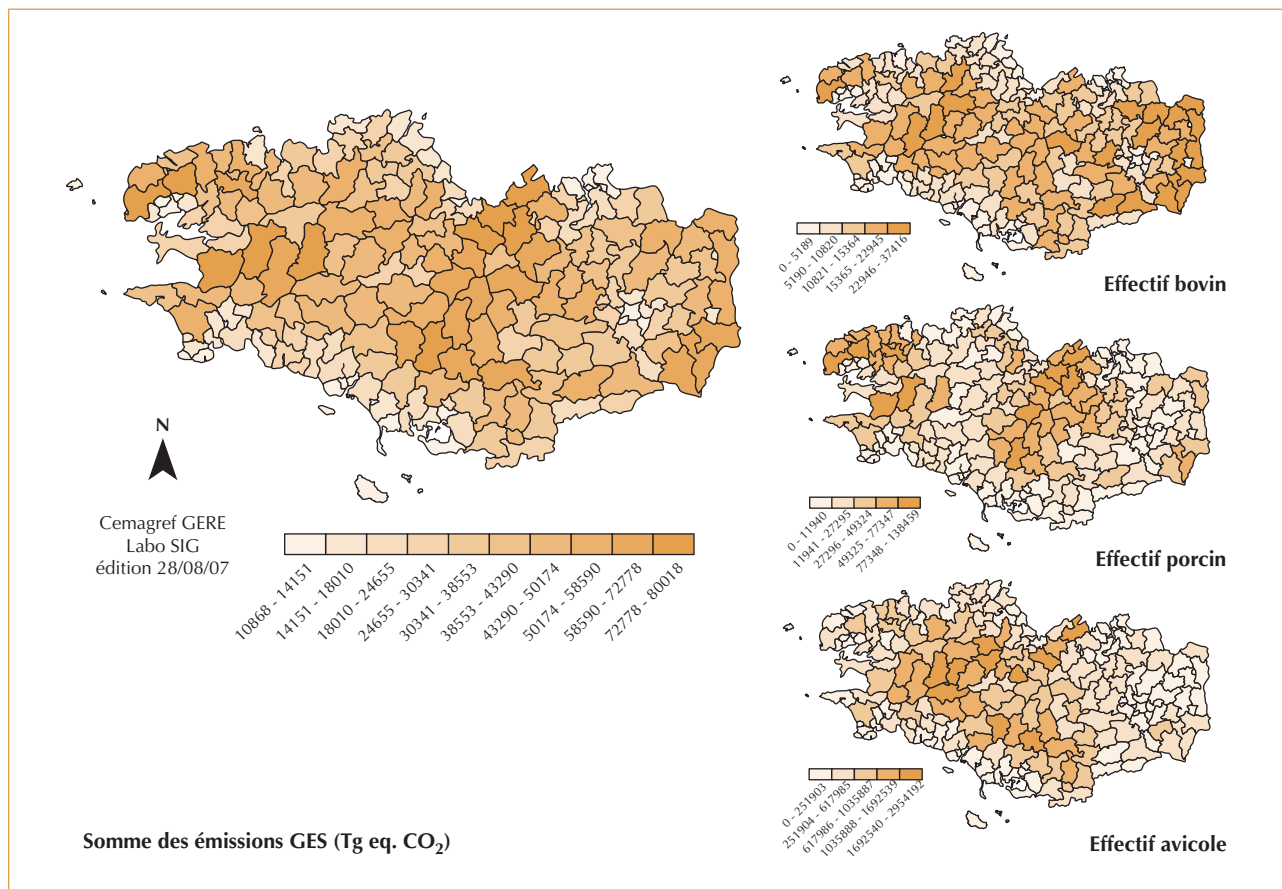 N
Cemagref GERE
Labo SIG
édition 28/08/07
10868 - 14151
14151 - 18010
18010 - 24655
24655 - 30341
30341 - 38553
38553 - 43290
43290 - 50174
50174 - 58590
58590 - 72778
72778 - 80018
Somme des émissions GES (Tg eq. CO₂)
0 - 5189
5190 - 10820
10821 - 15364
15365 - 22945
22946 - 37416
Effectif bovin
0 - 11940
11941 - 27295
27296 - 49324
49325 - 77347
77348 - 138459
Effectif porcin
0 - 251903
251904 - 617985
617986 - 1035887
1035888 - 1692539
1692540 - 2954192
Effectif avicole